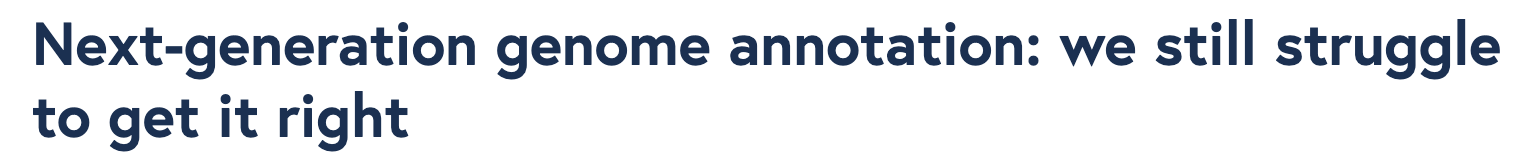 Next-generation genome annotation: we still struggle
to get it right